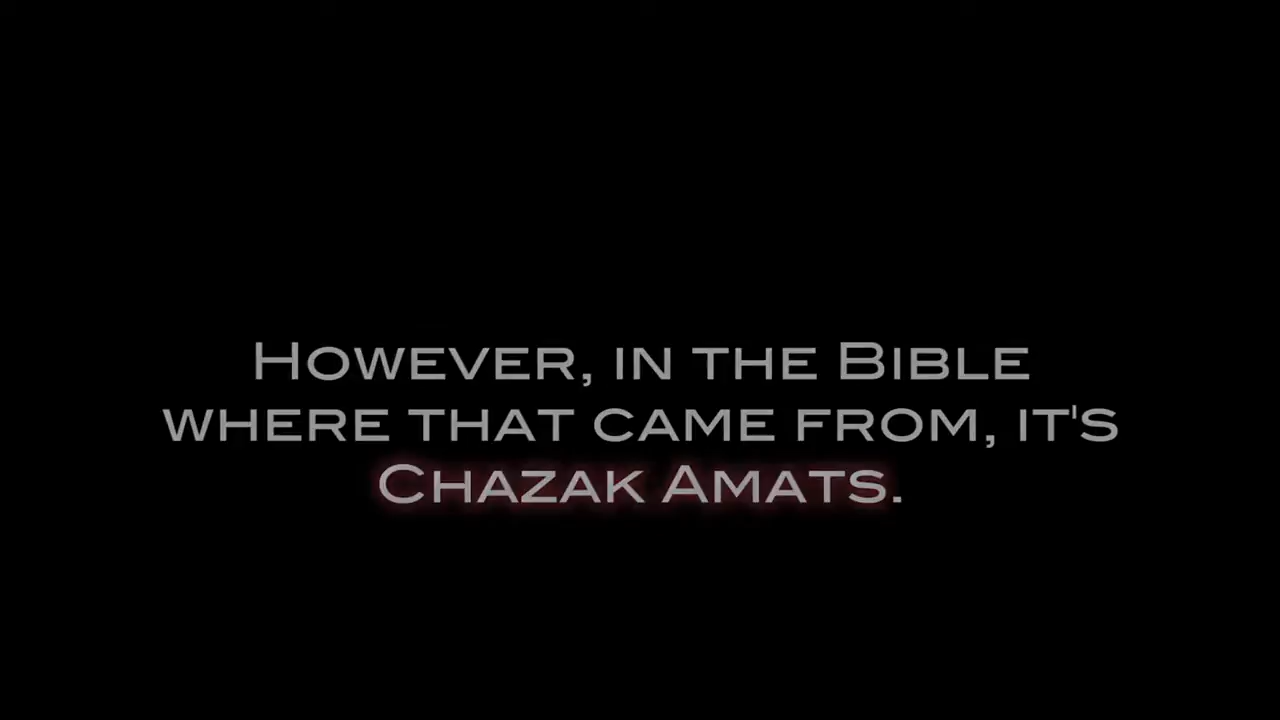 However, in the Bible
where that came from, it's
Chazak Amats.